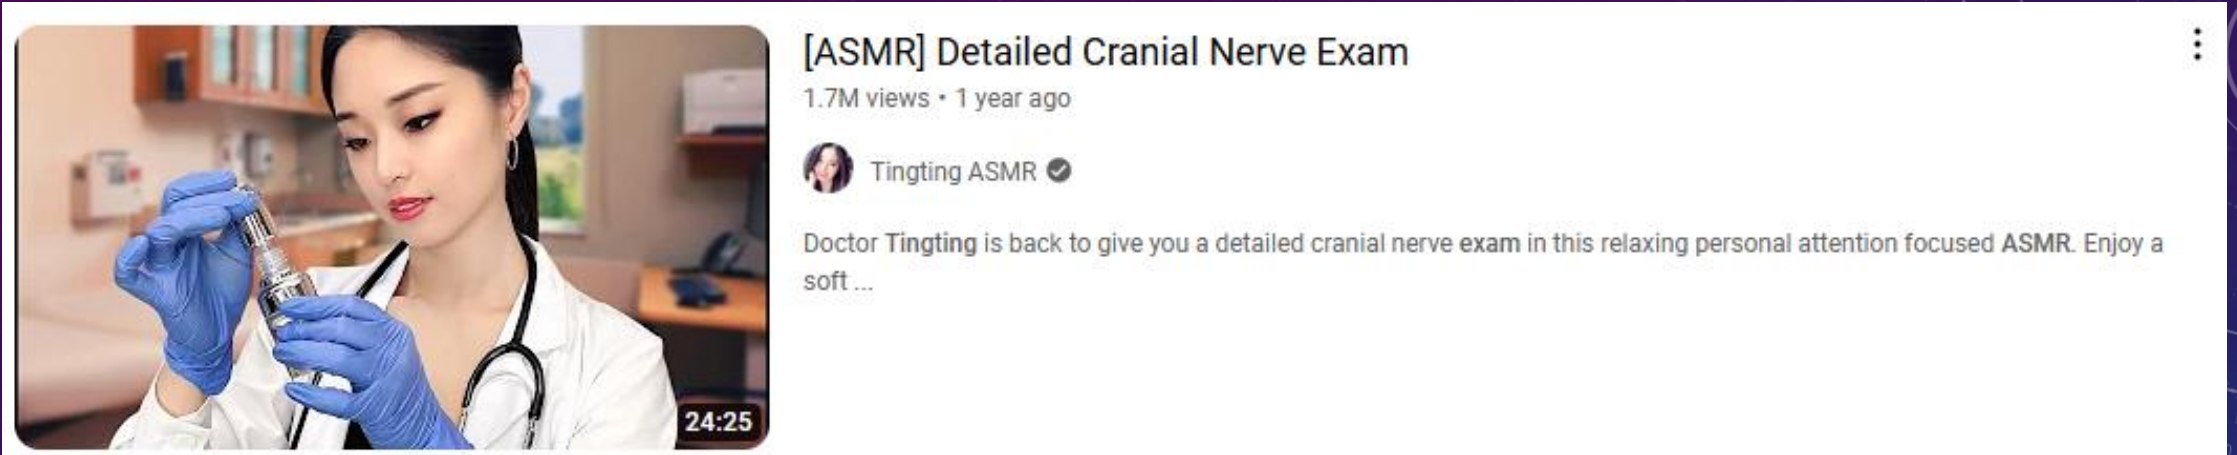 [ASMR] Detailed Cranial Nerve Exam
1.7M views • 1 year ago
Tingting ASMR
Doctor Tingting is back to give you a detailed cranial nerve exam in this relaxing personal attention focused ASMR. Enjoy a
soft ...
24:25